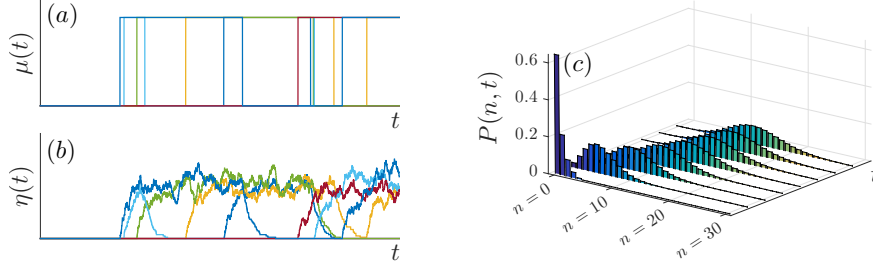 (a)
μ(t)
t
(b)
η(t)
t
(c)
P(n, t)
0.6
0.4
0.2
0
n = 0
n = 10
n = 20
n = 30